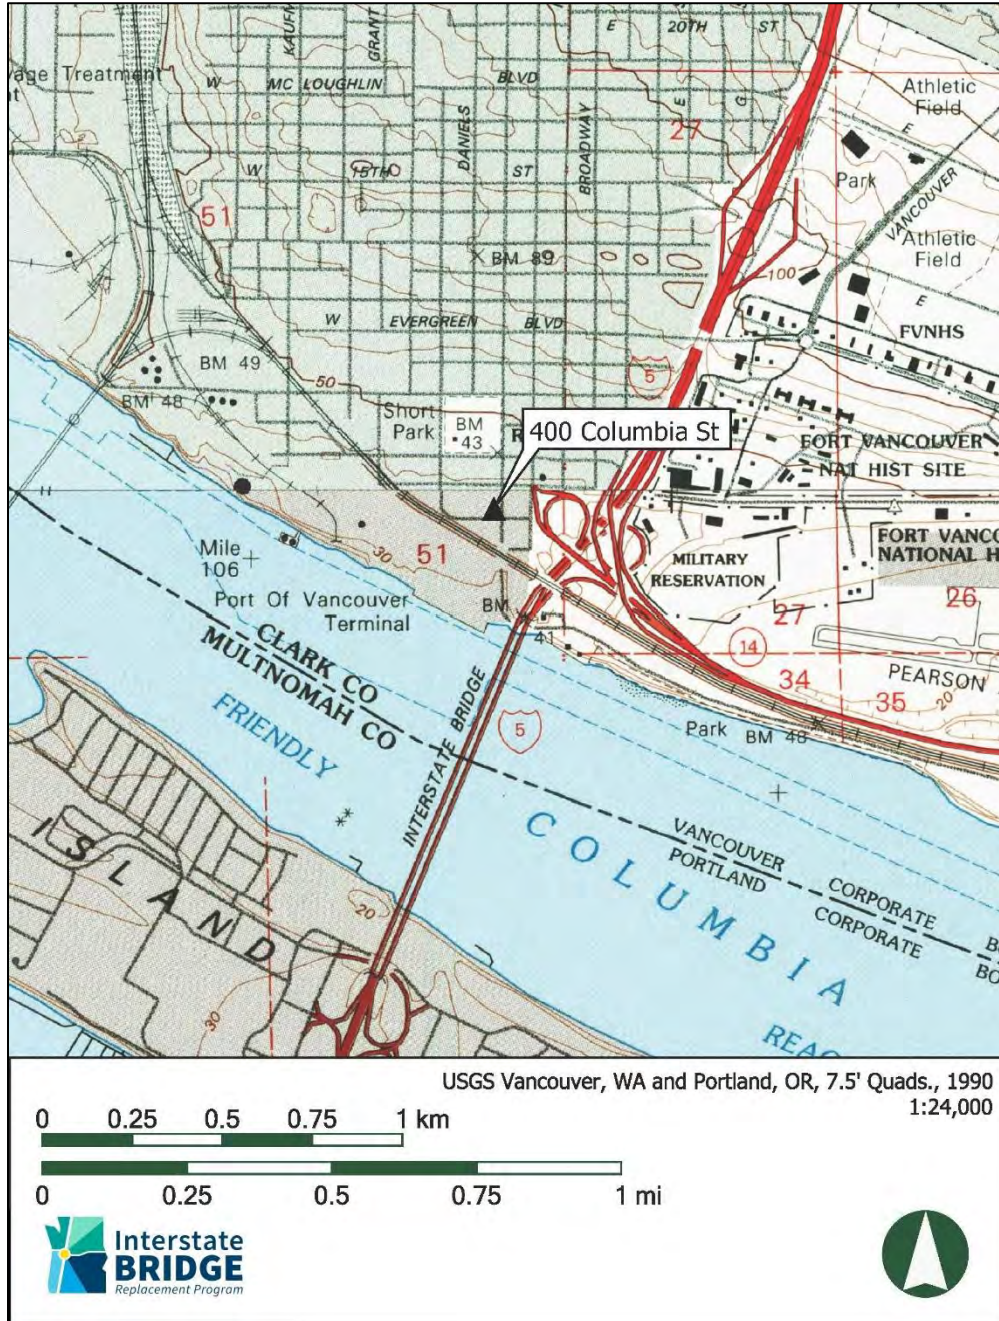 KAUFN
GRANT
E 20TH ST
age Treatment
nt
W MC LOUGHLIN BLVD
DANIELS
BROADWAY
E
G
27
Athletic
Field
E
W 15TH ST
Park
VANCOUVER
51
Athletic
Field
BM 89
100
E
W EVERGREEN BLVD
FVNHS
BM 49
5
50
BM 48
Short
Park
BM
43
400 Columbia St
FORT VANCOUVER
NAT HIST SITE
Mile
106
30
51
MILITARY
RESERVATION
FORT VANCO
NATIONAL H
Port Of Vancouver
Terminal
BM
41
27
26
14
CLARK CO
MULTNOMAH CO
34
35
PEARSON
20
FRIENDLY
INTERSTATE BRIDGE
5
Park
BM 48
ISLAND
COLUMBIA
VANCOUVER
PORTLAND
CORPORATE
CORPORATE
BO
20
30
REAC
USGS Vancouver, WA and Portland, OR, 7.5' Quads., 1990
1:24,000
0 0.25 0.5 0.75 1 km
0 0.25 0.5 0.75 1 mi
Interstate
BRIDGE
Replacement Program